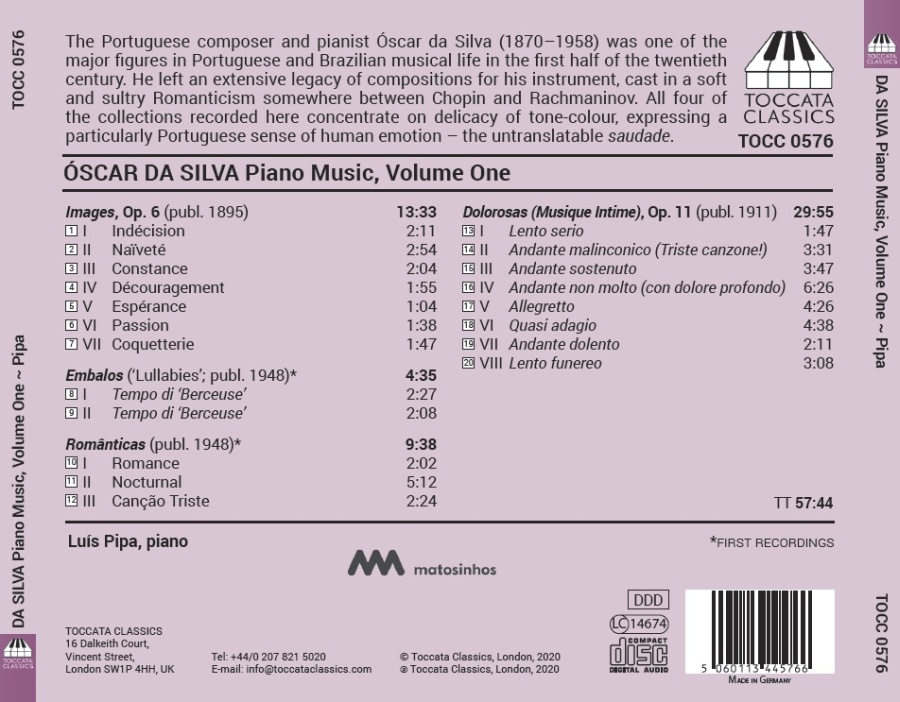 TOCC 0576
DA SILVA Piano Music, Volume One ~ Pipa
TOCCATA
CLASSICS
The Portuguese composer and pianist Óscar da Silva (1870–1958) was one of the
major figures in Portuguese and Brazilian musical life in the first half of the twentieth
century. He left an extensive legacy of compositions for his instrument, cast in a soft
and sultry Romanticism somewhere between Chopin and Rachmaninov. All four of
the collections recorded here concentrate on delicacy of tone-colour, expressing a
particularly Portuguese sense of human emotion – the untranslatable saudade.
TOCCATA
CLASSICS
TOCC 0576
ÓSCAR DA SILVA Piano Music, Volume One
Images, Op. 6 (publ. 1895) 13:33
1 I Indécision 2:11
2 II Naïveté 2:54
3 III Constance 2:04
4 IV Découragement 1:55
5 V Espérance 1:04
6 VI Passion 1:38
7 VII Coquetterie 1:47
Embalos (‘Lullabies’; publ. 1948)* 4:35
8 I Tempo di ‘Berceuse’ 2:27
9 II Tempo di ‘Berceuse’ 2:08
Românticas (publ. 1948)* 9:38
10 I Romance 2:02
11 II Nocturnal 5:12
12 III Canção Triste 2:24
Dolorosas (Musique Intime), Op. 11 (publ. 1911) 29:55
13 I Lento serio 1:47
14 II Andante malinconico (Triste canzone!) 3:31
15 III Andante sostenuto 3:47
16 IV Andante non molto (con dolore profondo) 6:26
17 V Allegretto 4:26
18 VI Quasi adagio 4:38
19 VII Andante dolento 2:11
20 VIII Lento funereo 3:08
TT 57:44
Luís Pipa, piano
*FIRST RECORDINGS
matosinhos
TOCCATA CLASSICS
16 Dalkeith Court,
Vincent Street,
London SW1P 4HH, UK
Tel: +44/0 207 821 5020
E-mail: info@toccataclassics.com
© Toccata Classics, London, 2020
℗ Toccata Classics, London, 2020
DDD
LC 14674
COMPACT
disc
DIGITAL AUDIO
5 060113 445766
MADE IN GERMANY
TOCCATA
CLASSICS
DA SILVA Piano Music, Volume One ~ Pipa
TOCC 0576